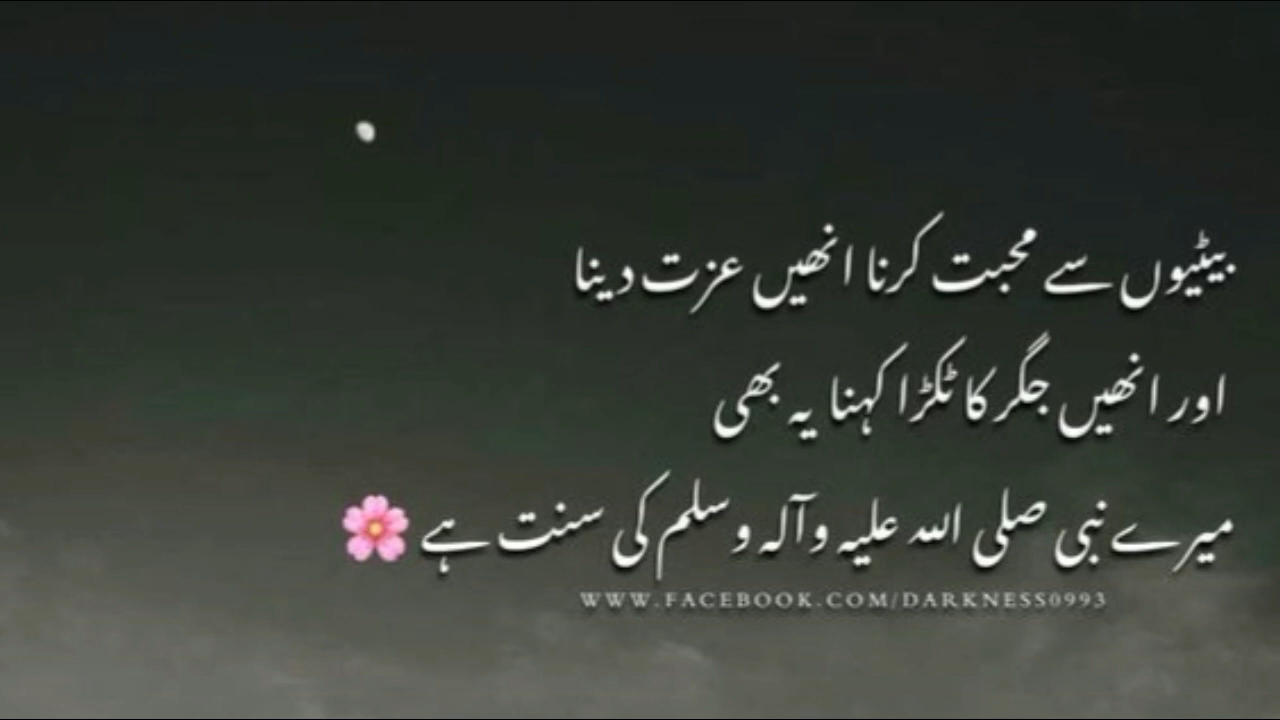 بیٹیوں سے محبت کرنا انھیں عزت دینا
اور انھیں جگر کا ٹکڑا کہنا یہ بھی
میرے نبی صلی اللہ علیہ وآلہ وسلم کی سنت ہے 🌸
WWW.FACEBOOK.COM/DARKNESS0993